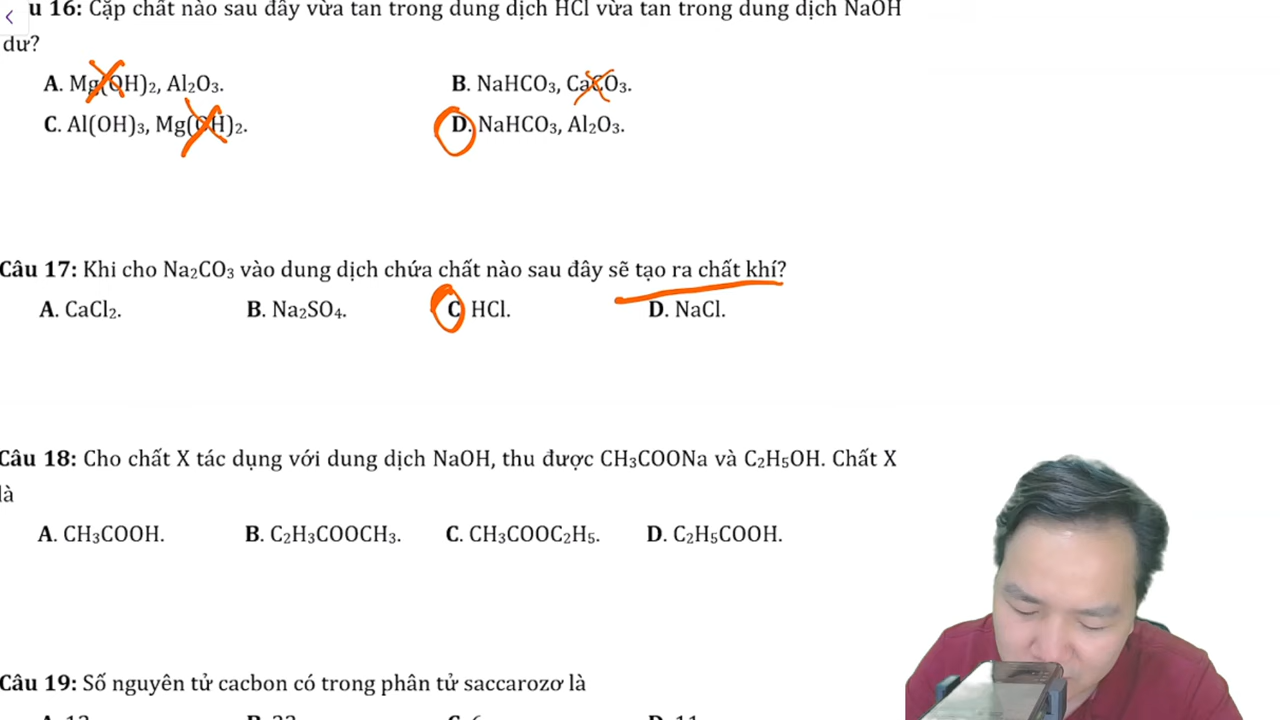 u 16: Cặp chất nào sau đây vừa tan trong dung dịch HCl vừa tan trong dung dịch NaOH
dư?
A. Mg(OH)₂, Al₂O₃. B. NaHCO₃, CaCO₃.
C. Al(OH)₃, Mg(OH)₂. D. NaHCO₃, Al₂O₃.
Câu 17: Khi cho Na₂CO₃ vào dung dịch chứa chất nào sau đây sẽ tạo ra chất khí?
A. CaCl₂. B. Na₂SO₄. C HCl. D. NaCl.
Câu 18: Cho chất X tác dụng với dung dịch NaOH, thu được CH₃COONa và C₂H₅OH. Chất X
là
A. CH₃COOH. B. C₂H₃COOCH₃. C. CH₃COOC₂H₅. D. C₂H₅COOH.
Câu 19: Số nguyên tử cacbon có trong phân tử saccarozơ là